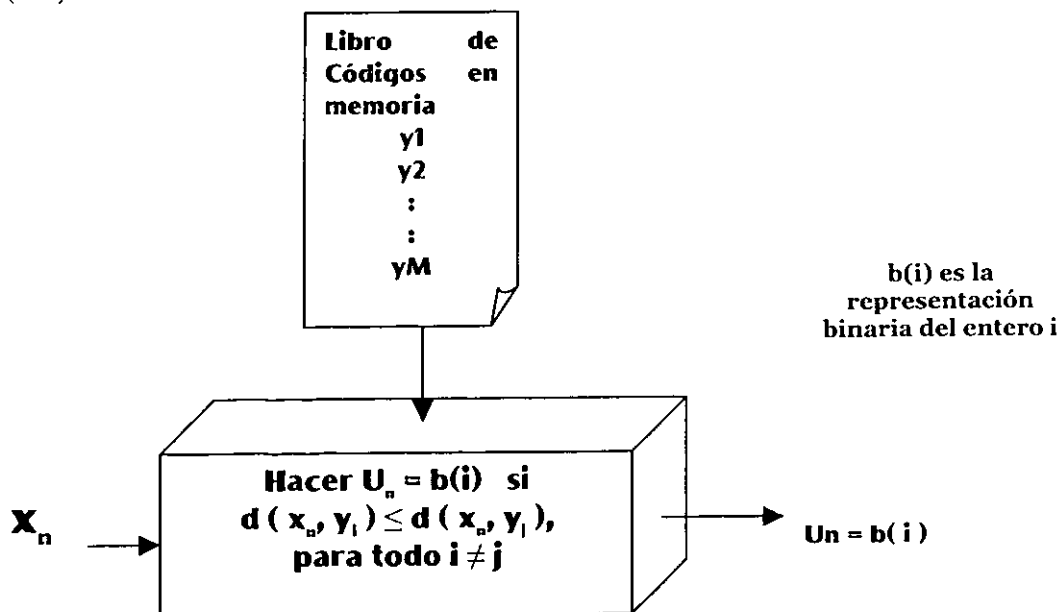 Libro de
Códigos en
memoria
y1
y2
:
:
yM
b(i) es la
representación
binaria del entero i
Hacer Uₙ = b(i) si
d ( xₙ, yᵢ ) ≤ d ( xₙ, yⱼ ),
para todo i ≠ j
Xₙ
Un = b( i )